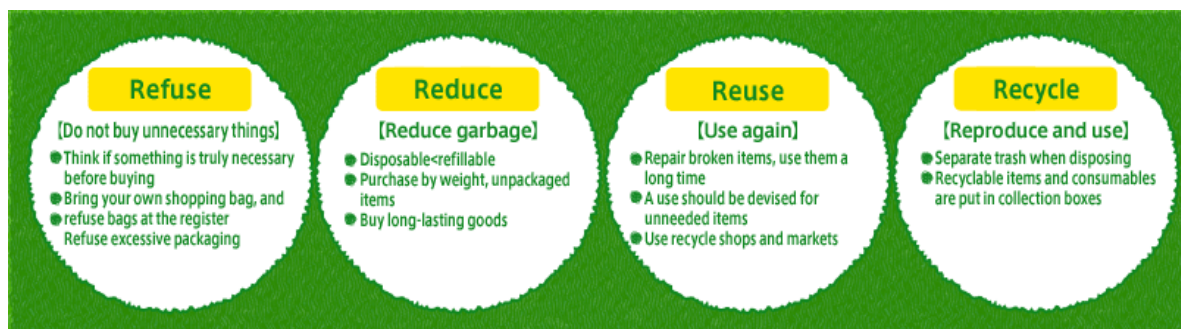 Refuse
【Do not buy unnecessary things】
●Think if something is truly necessary
before buying
●Bring your own shopping bag, and
●refuse bags at the register
Refuse excessive packaging
Reduce
【Reduce garbage】
●Disposable<refillable
●Purchase by weight, unpackaged
items
●Buy long-lasting goods
Reuse
【Use again】
●Repair broken items, use them a
long time
●A use should be devised for
unneeded items
●Use recycle shops and markets
Recycle
【Reproduce and use】
●Separate trash when disposing
●Recyclable items and consumables
are put in collection boxes